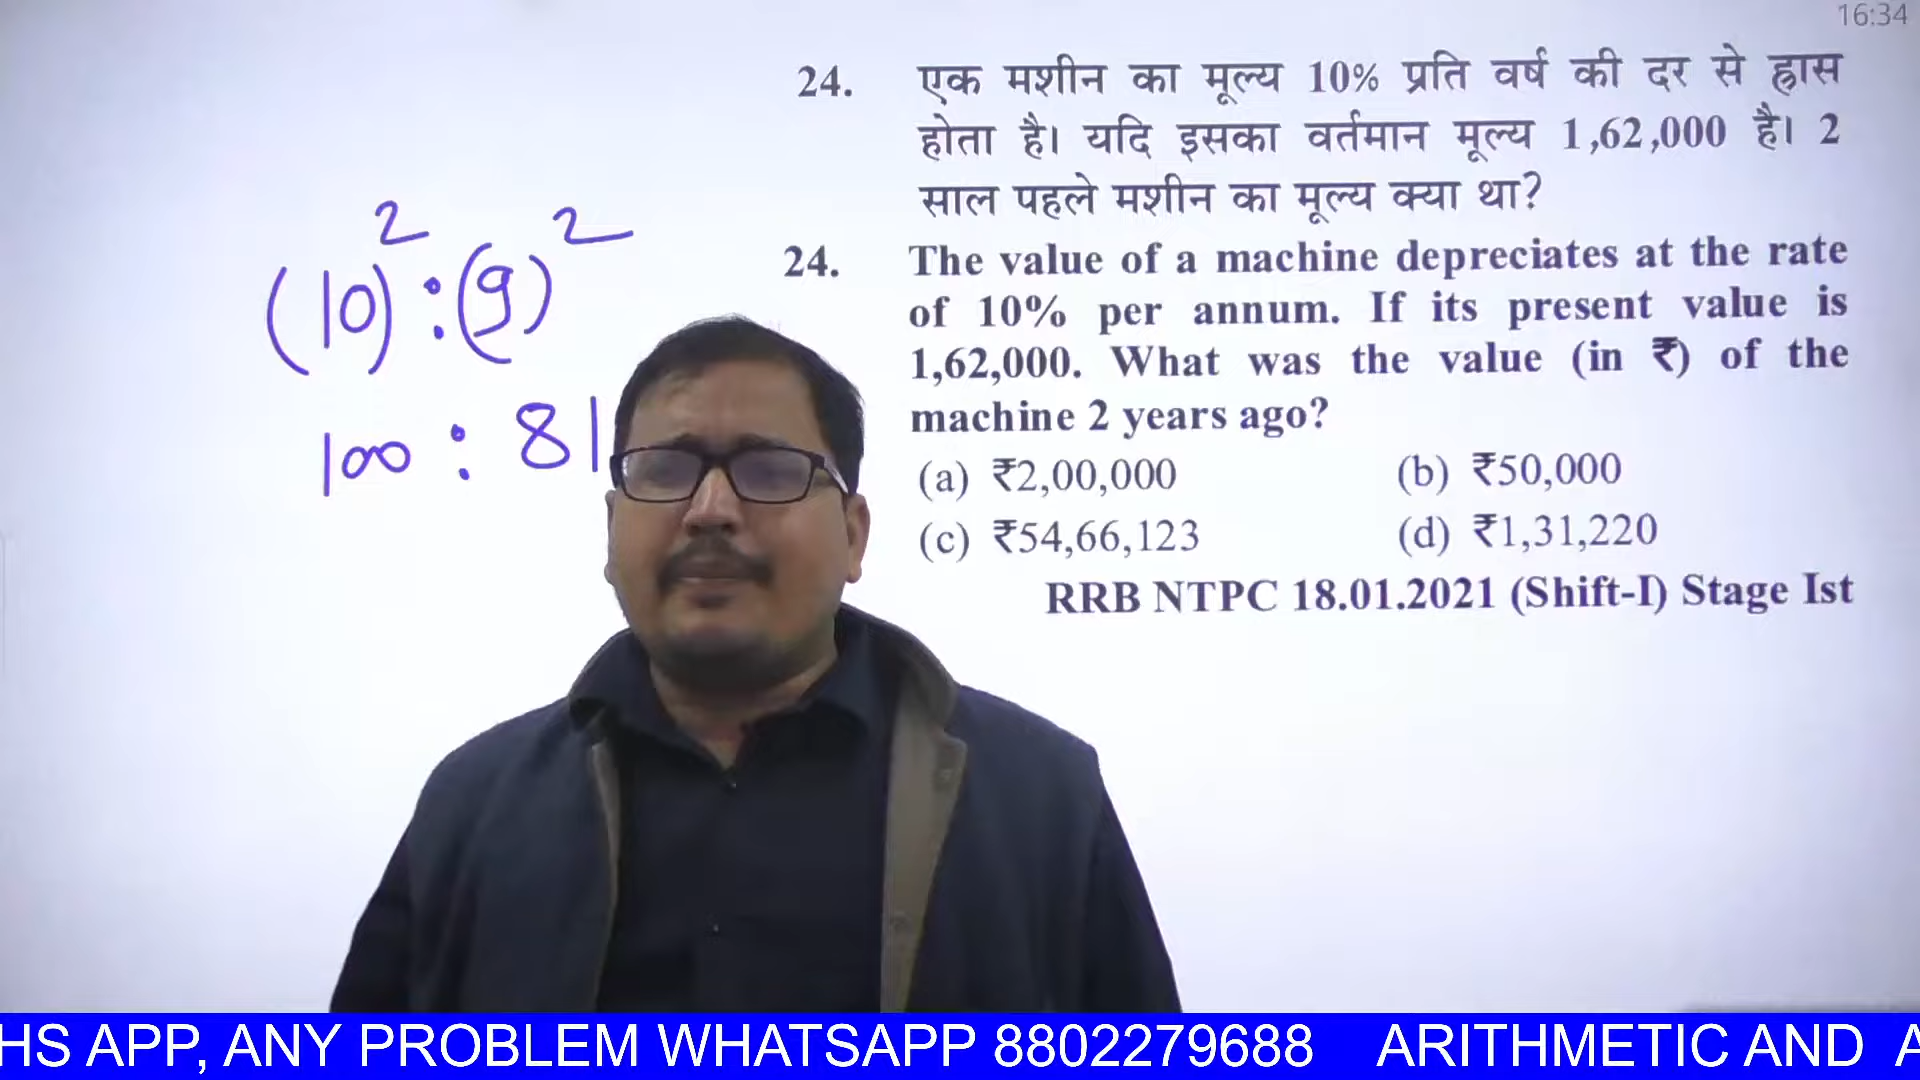 16:34
24. एक मशीन का मूल्य 10% प्रति वर्ष की दर से ह्रास
होता है। यदि इसका वर्तमान मूल्य 1,62,000 है। 2
साल पहले मशीन का मूल्य क्या था?
24. The value of a machine depreciates at the rate
of 10% per annum. If its present value is
1,62,000. What was the value (in ₹) of the
machine 2 years ago?
(a) ₹2,00,000 (b) ₹50,000
(c) ₹54,66,123 (d) ₹1,31,220
RRB NTPC 18.01.2021 (Shift-I) Stage Ist
(10)² : (9)²
100 : 81
HS APP, ANY PROBLEM WHATSAPP 8802279688 ARITHMETIC AND A